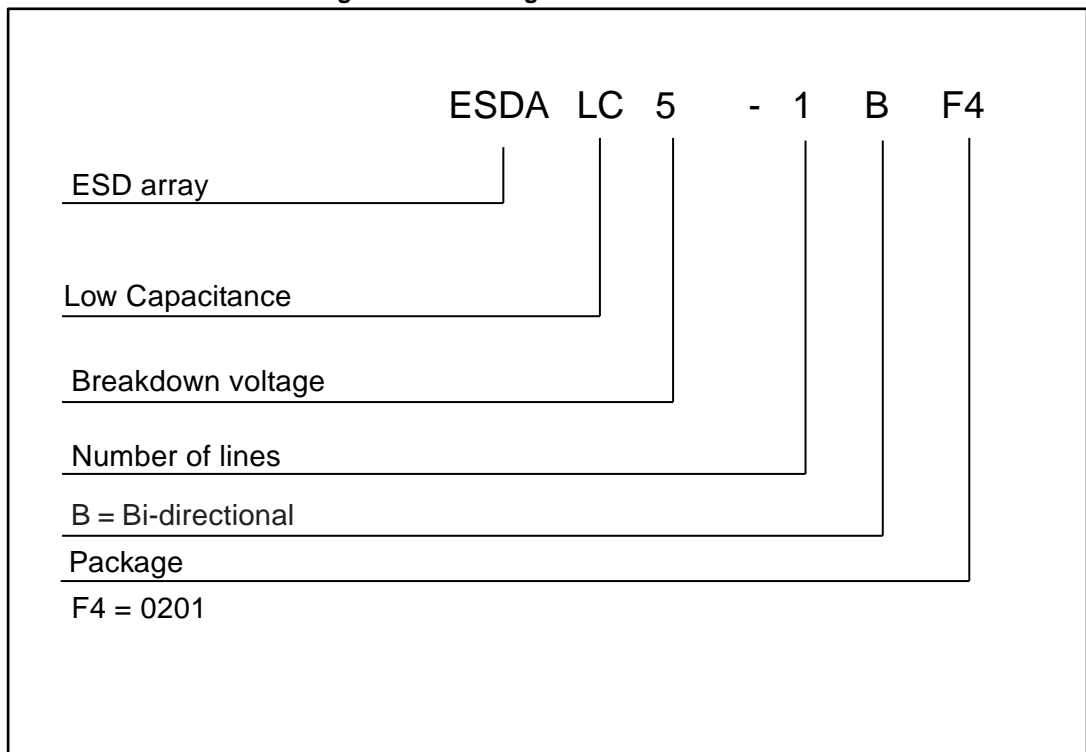 ESDA LC 5 - 1 B F4
ESD array
Low Capacitance
Breakdown voltage
Number of lines
B = Bi-directional
Package
F4 = 0201